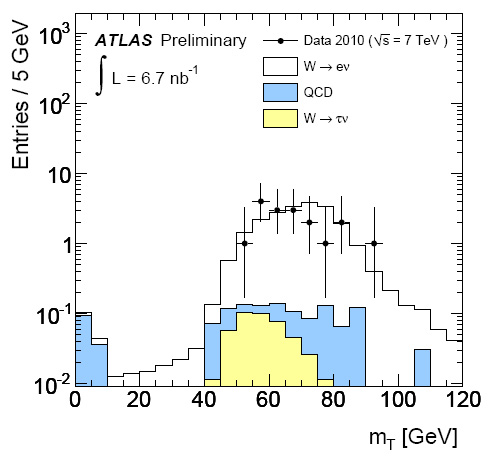 ATLAS Preliminary
∫ L = 6.7 nb⁻¹
Data 2010 (√s = 7 TeV )
W → eν
QCD
W → τν
Entries / 5 GeV
10³
10²
10
1
10⁻¹
10⁻²
0 20 40 60 80 100 120
m_T [GeV]